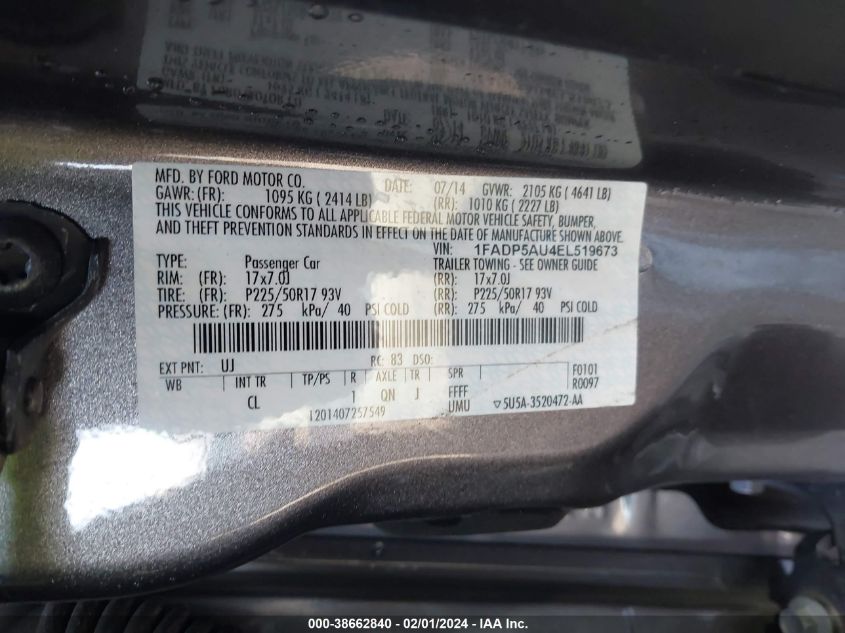 MFD. BY FORD MOTOR CO.
DATE: 07/14 GVWR: 2105 KG ( 4641 LB)
GAWR: (FR): 1095 KG ( 2414 LB) (RR): 1010 KG ( 2227 LB)
THIS VEHICLE CONFORMS TO ALL APPLICABLE FEDERAL MOTOR VEHICLE SAFETY, BUMPER,
AND THEFT PREVENTION STANDARDS IN EFFECT ON THE DATE OF MANUFACTURE SHOWN ABOVE.
VIN: 1FADP5AU4EL519673
TYPE: Passenger Car TRAILER TOWING - SEE OWNER GUIDE
RIM: (FR): 17x7.0J (RR): 17x7.0J
TIRE: (FR): P225/50R17 93V (RR): P225/50R17 93V
PRESSURE: (FR): 275 kPa/ 40 PSI COLD (RR): 275 kPa/ 40 PSI COLD
EXT PNT: UJ RC: 83 DSO: F0101
WB INT TR TP/PS R AXLE TR SPR R0097
CL 1 QN J FFFF
1201407257549 UMU ▽5U5A-3520472-AA
000-38662840 - 02/01/2024 - IAA Inc.